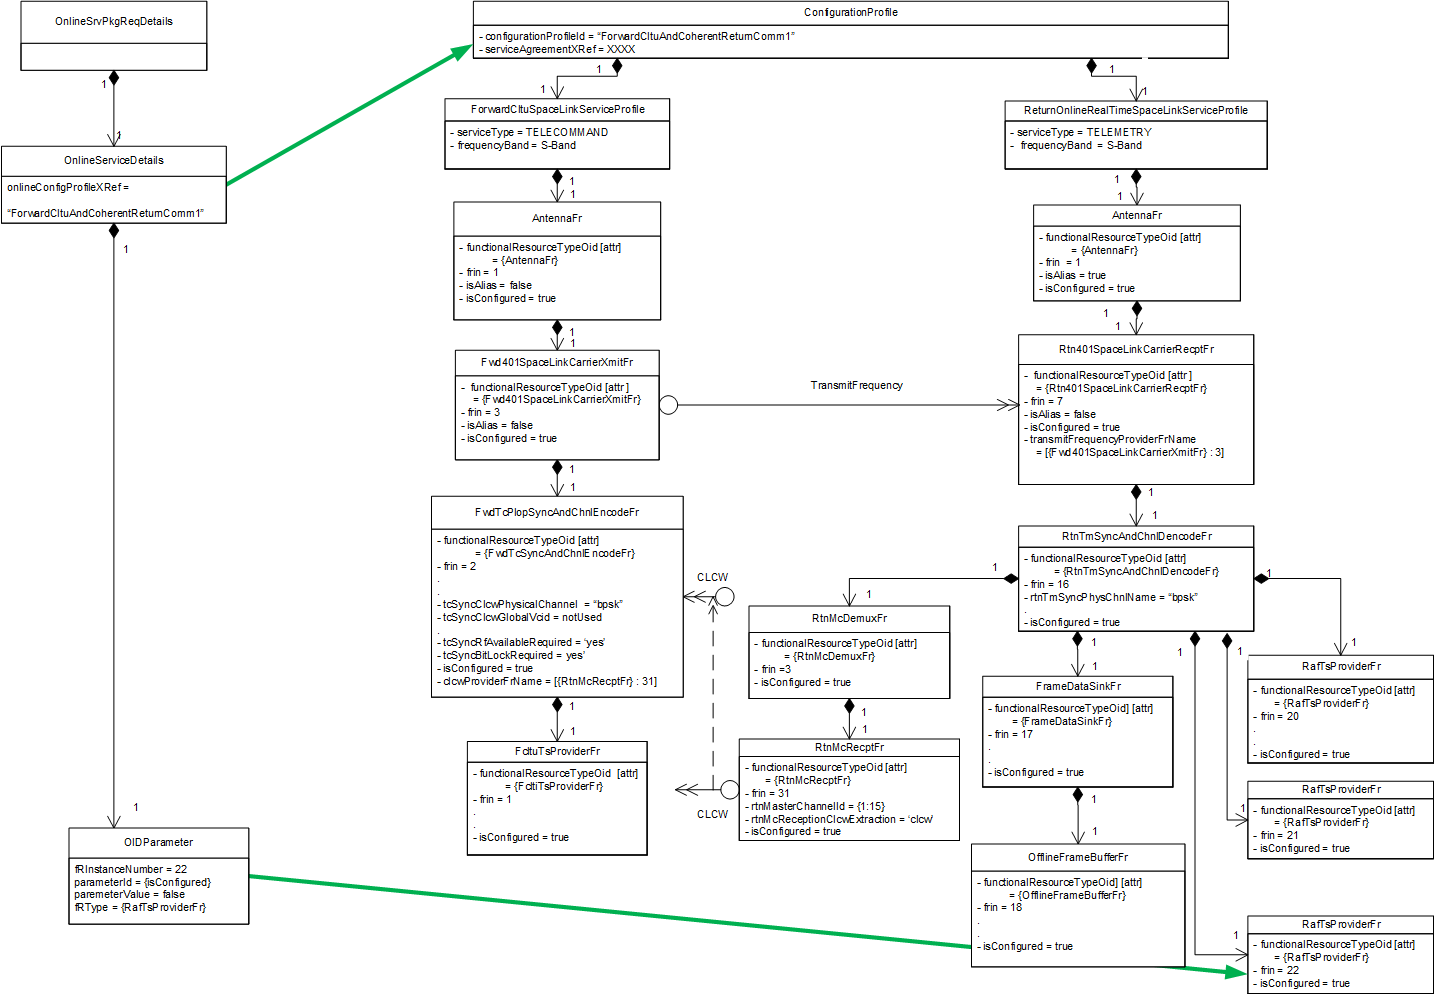 OnlineSrvPkgReqDetails
1
1
OnlineServiceDetails
onlineConfigProfileXRef =
“ForwardCltuAndCoherentReturnComm1”
1
1
OIDParameter
fRInstanceNumber = 22
parameterId = {isConfigured}
paremeterValue = false
fRType = {RafTsProviderFr}
ConfigurationProfile
- configurationProfileId = “ForwardCltuAndCoherentReturnComm1”
- serviceAgreementXRef = XXXX
1
1
ForwardCltuSpaceLinkServiceProfile
- serviceType = TELECOMMAND
- frequencyBand = S-Band
1
1
AntennaFr
- functionalResourceTypeOid [attr]
= {AntennaFr}
- frin = 1
- isAlias = false
- isConfigured = true
1
1
Fwd401SpaceLinkCarrierXmitFr
- functionalResourceTypeOid [attr ]
= {Fwd401SpaceLinkCarrierXmitFr}
- frin = 3
- isAlias = false
- isConfigured = true
1
1
FwdTcPlopSyncAndChnlEncodeFr
- functionalResourceTypeOid [attr]
= {FwdTcSyncAndChnlEncodeFr}
- frin = 2
.
.
- tcSyncClcwPhysicalChannel = “bpsk”
- tcSyncClcwGlobalVcid = notUsed
.
- tcSyncRfAvailableRequired = ‘yes’
- tcSyncBitLockRequired = yes’
- isConfigured = true
- clcwProviderFrName = [{RtnMcRecptFr} : 31]
1
1
FcltuTsProviderFr
- functionalResourceTypeOid [attr]
= {FcltiTsProviderFr}
- frin = 1
.
.
- isConfigured = true
TransmitFrequency
CLCW
CLCW
1
1
ReturnOnlineRealTimeSpaceLinkServiceProfile
- serviceType = TELEMETRY
- frequencyBand = S-Band
1
1
AntennaFr
- functionalResourceTypeOid [attr]
= {AntennaFr}
- frin = 1
- isAlias = true
- isConfigured = true
1
1
Rtn401SpaceLinkCarrierRecptFr
- functionalResourceTypeOid [attr ]
= {Rtn401SpaceLinkCarrierRecptFr}
- frin = 7
- isAlias = false
- isConfigured = true
- transmitFrequencyProviderFrName
= [{Fwd401SpaceLinkCarrierXmitFr} : 3]
1
1
RtnTmSyncAndChnlDencodeFr
- functionalResourceTypeOid [attr]
= {RtnTmSyncAndChnlDencodeFr}
- frin = 16
- rtnTmSyncPhysChnlName = “bpsk”
.
- isConfigured = true
1
1
RtnMcDemuxFr
- functionalResourceTypeOid [attr]
= {RtnMcDemuxFr}
- frin =3
- isConfigured = true
1
1
RtnMcRecptFr
- functionalResourceTypeOid [attr]
= {RtnMcRecptFr}
- frin = 31
- rtnMasterChannelId = {1:15}
- rtnMcReceptionClcwExtraction = ‘clcw’
- isConfigured = true
1
1
FrameDataSinkFr
- functionalResourceTypeOid] [attr]
= {FrameDataSinkFr}
- frin = 17
.
.
- isConfigured = true
1
1
OfflineFrameBufferFr
- functionalResourceTypeOid] [attr]
= {OfflineFrameBufferFr}
- frin = 18
.
.
- isConfigured = true
1
1
RafTsProviderFr
- functionalResourceTypeOid [attr]
= {RafTsProviderFr}
- frin = 20
.
.
- isConfigured = true
1
1
RafTsProviderFr
- functionalResourceTypeOid [attr]
= {RafTsProviderFr}
- frin = 21
- isConfigured = true
1
1
RafTsProviderFr
- functionalResourceTypeOid [attr]
= {RafTsProviderFr}
- frin = 22
- isConfigured = true